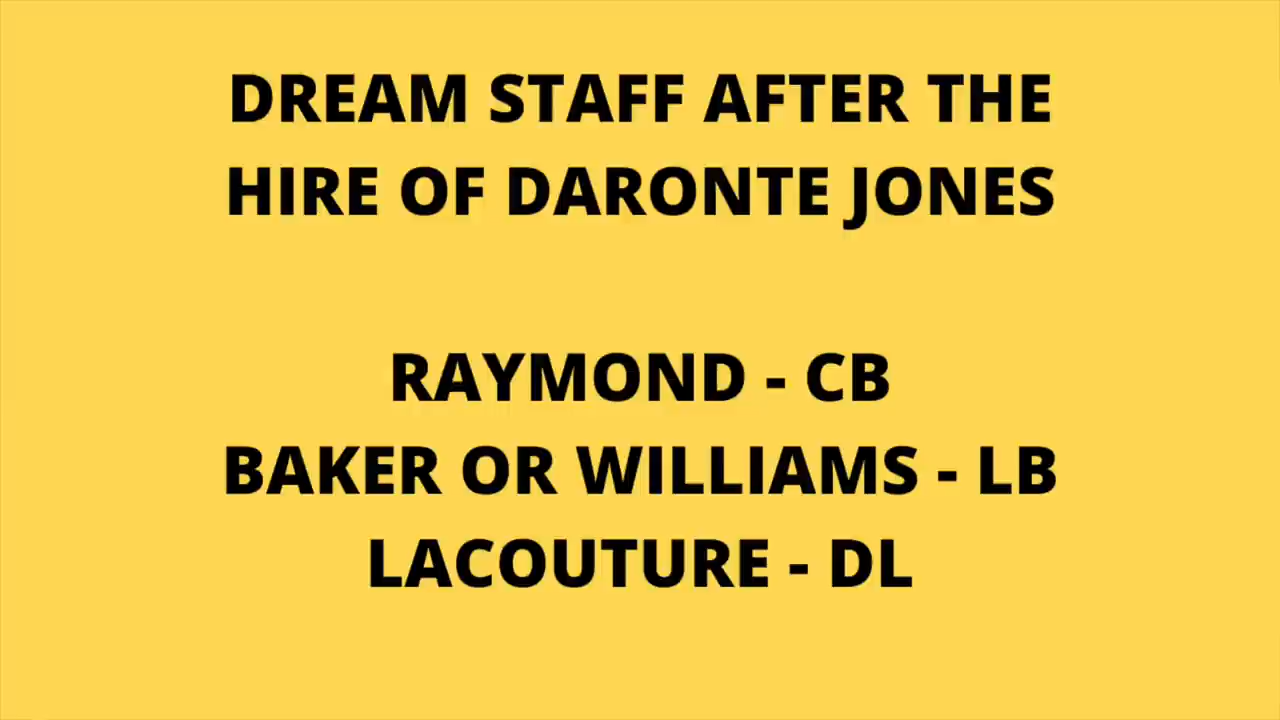 DREAM STAFF AFTER THE
HIRE OF DARONTE JONES
RAYMOND - CB
BAKER OR WILLIAMS - LB
LACOUTURE - DL